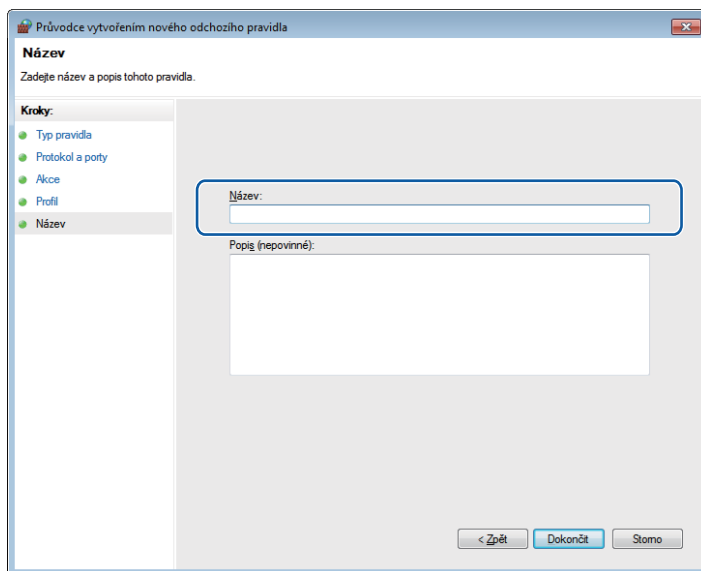 Průvodce vytvořením nového odchozího pravidla
Název
Zadejte název a popis tohoto pravidla.
Kroky:
Typ pravidla
Protokol a porty
Akce
Profil
Název
Název:
Popis (nepovinné):
< Zpět
Dokončit
Storno